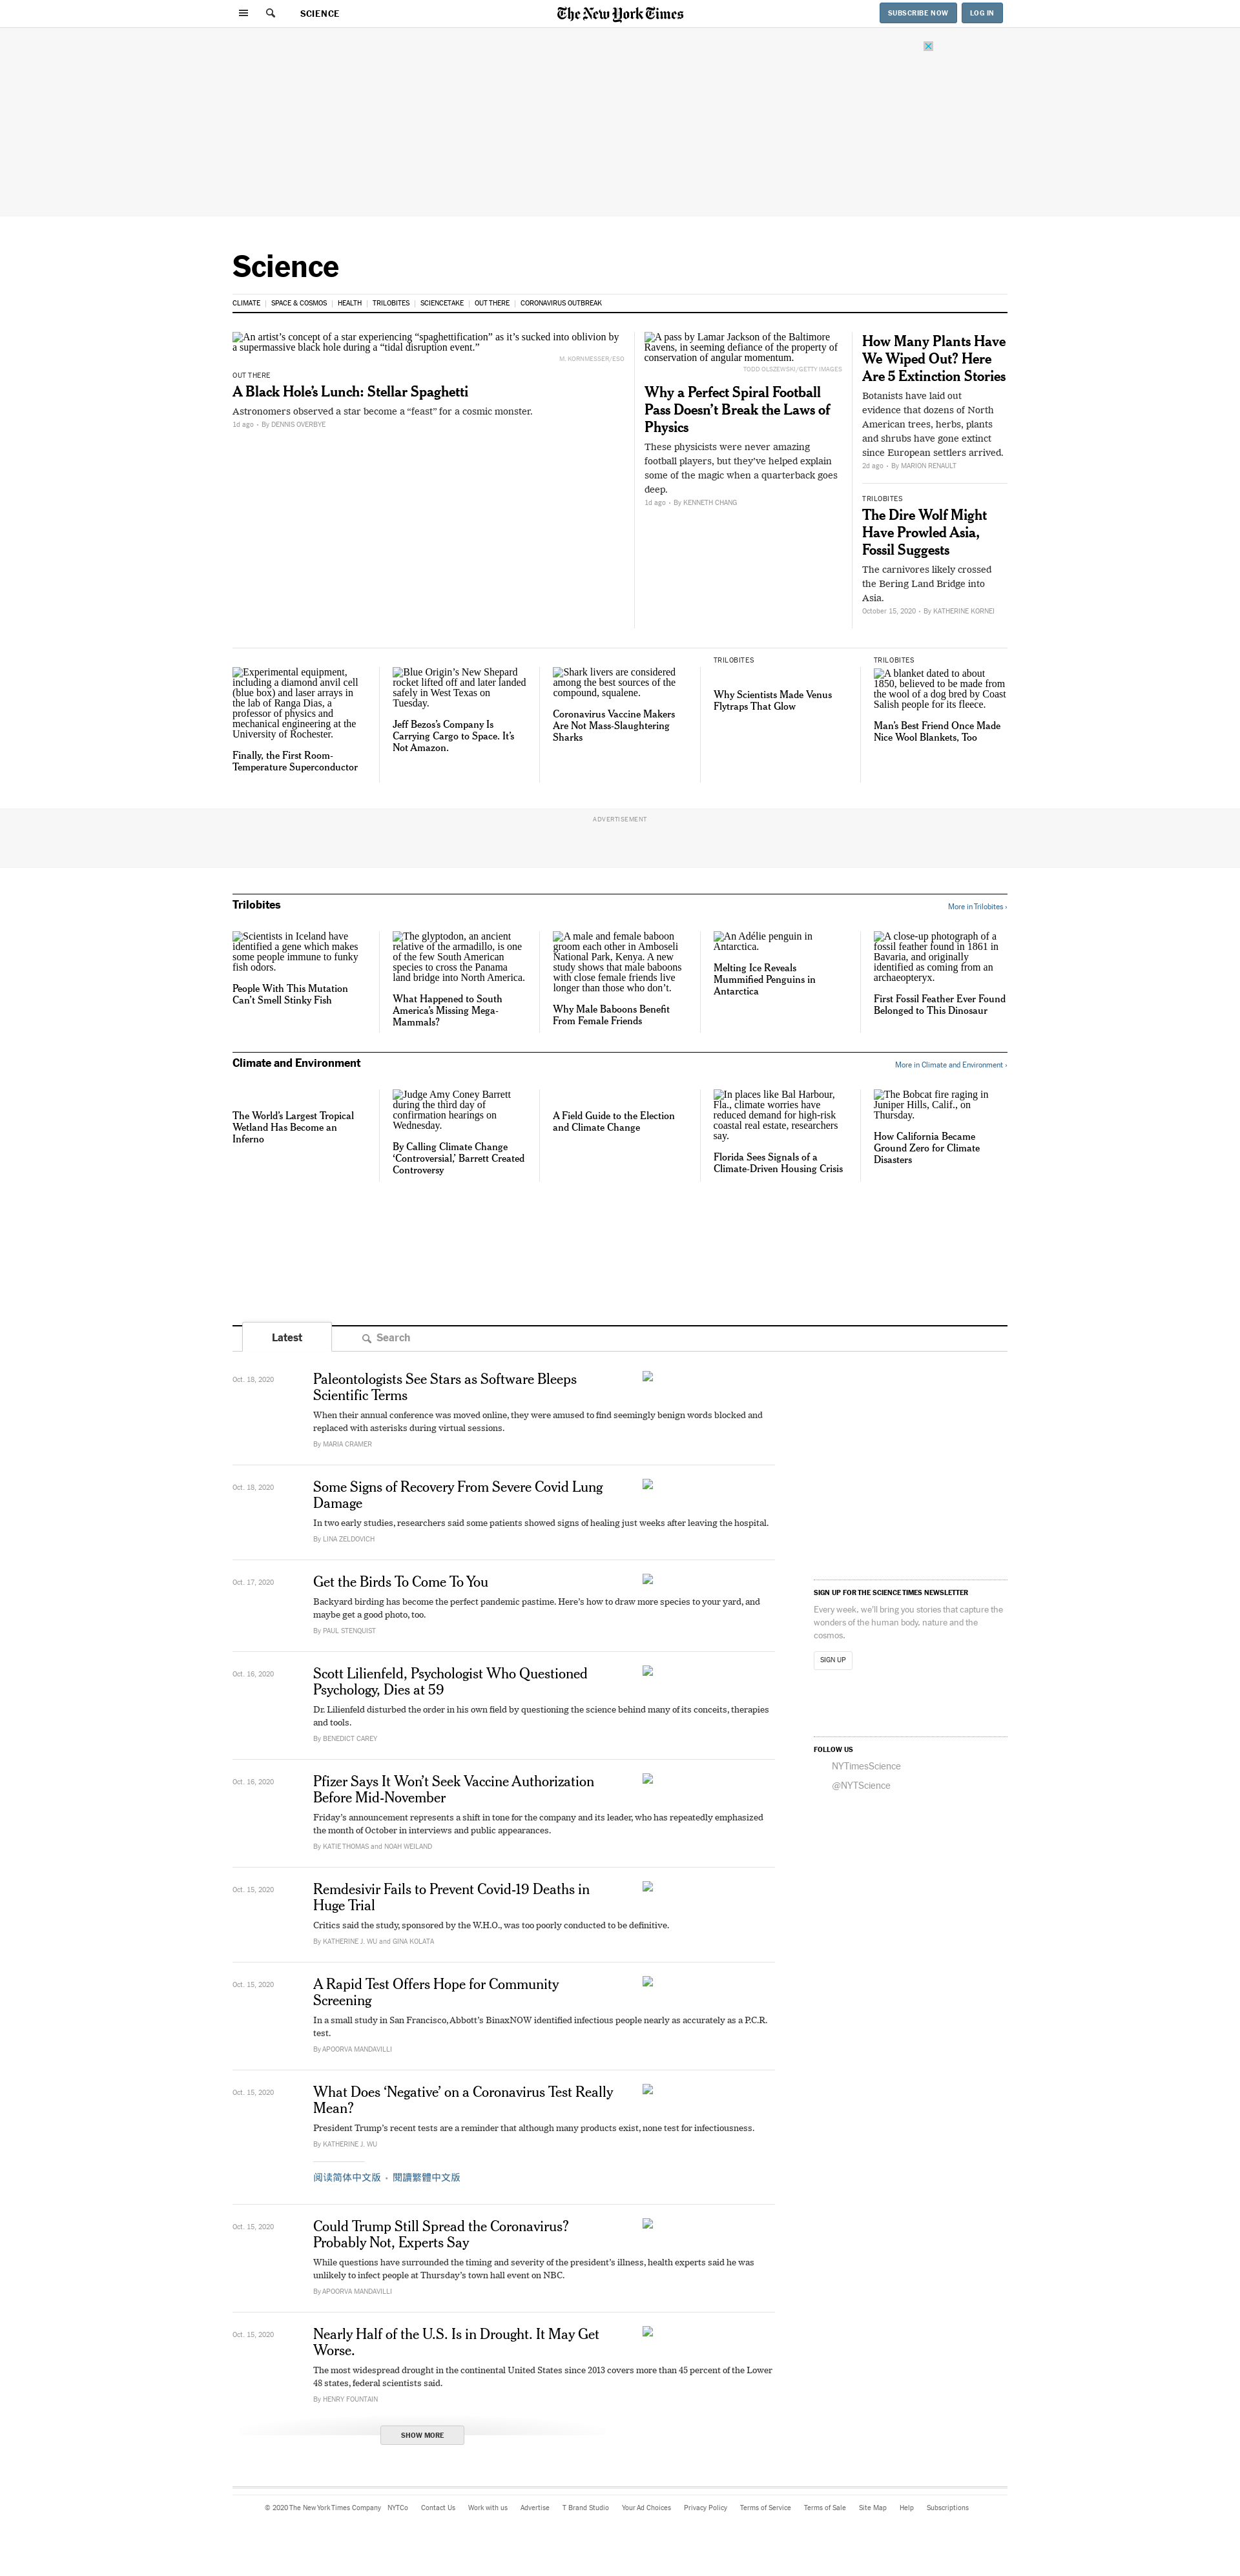 SCIENCE
The New York Times
SUBSCRIBE NOW
LOG IN
Science
CLIMATE
SPACE & COSMOS
HEALTH
TRILOBITES
SCIENCETAKE
OUT THERE
CORONAVIRUS OUTBREAK
An artist's concept of a star experiencing “spaghettification” as it’s sucked into oblivion by
a supermassive black hole during a “tidal disruption event.”
M. KORNMESSER/ESO
OUT THERE
A Black Hole’s Lunch: Stellar Spaghetti
Astronomers observed a star become a “feast” for a cosmic monster.
1d ago • By DENNIS OVERBYE
A pass by Lamar Jackson of the Baltimore
Ravens, in seeming defiance of the property of
conservation of angular momentum.
TODD OLSZEWSKI/GETTY IMAGES
Why a Perfect Spiral Football
Pass Doesn’t Break the Laws of
Physics
These physicists were never amazing
football players, but they’ve helped explain
some of the magic when a quarterback goes
deep.
1d ago • By KENNETH CHANG
How Many Plants Have
We Wiped Out? Here
Are 5 Extinction Stories
Botanists have laid out
evidence that dozens of North
American trees, herbs, plants
and shrubs have gone extinct
since European settlers arrived.
2d ago • By MARION RENAULT
TRILOBITES
The Dire Wolf Might
Have Prowled Asia,
Fossil Suggests
The carnivores likely crossed
the Bering Land Bridge into
Asia.
October 15, 2020 • By KATHERINE KORNEI
Experimental equipment,
including a diamond anvil cell
(blue box) and laser arrays in
the lab of Ranga Dias, a
professor of physics and
mechanical engineering at the
University of Rochester.
Finally, the First Room-
Temperature Superconductor
Blue Origin’s New Shepard
rocket lifted off and later landed
safely in West Texas on
Tuesday.
Jeff Bezos’s Company Is
Carrying Cargo to Space. It’s
Not Amazon.
Shark livers are considered
among the best sources of the
compound, squalene.
Coronavirus Vaccine Makers
Are Not Mass-Slaughtering
Sharks
TRILOBITES
Why Scientists Made Venus
Flytraps That Glow
TRILOBITES
A blanket dated to about
1850, believed to be made from
the wool of a dog bred by Coast
Salish people for its fleece.
Man’s Best Friend Once Made
Nice Wool Blankets, Too
ADVERTISEMENT
Trilobites
More in Trilobites ›
Scientists in Iceland have
identified a gene which makes
some people immune to funky
fish odors.
People With This Mutation
Can’t Smell Stinky Fish
The glyptodon, an ancient
relative of the armadillo, is one
of the few South American
species to cross the Panama
land bridge into North America.
What Happened to South
America’s Missing Mega-
Mammals?
A male and female baboon
groom each other in Amboseli
National Park, Kenya. A new
study shows that male baboons
with close female friends live
longer than those who don’t.
Why Male Baboons Benefit
From Female Friends
An Adélie penguin in
Antarctica.
Melting Ice Reveals
Mummified Penguins in
Antarctica
A close-up photograph of a
fossil feather found in 1861 in
Bavaria, and originally
identified as coming from an
archaeopteryx.
First Fossil Feather Ever Found
Belonged to This Dinosaur
Climate and Environment
More in Climate and Environment ›
The World’s Largest Tropical
Wetland Has Become an
Inferno
Judge Amy Coney Barrett
during the third day of
confirmation hearings on
Wednesday.
By Calling Climate Change
‘Controversial,’ Barrett Created
Controversy
A Field Guide to the Election
and Climate Change
In places like Bal Harbour,
Fla., climate worries have
reduced demand for high-risk
coastal real estate, researchers
say.
Florida Sees Signals of a
Climate-Driven Housing Crisis
The Bobcat fire raging in
Juniper Hills, Calif., on
Thursday.
How California Became
Ground Zero for Climate
Disasters
Latest
Search
Oct. 18, 2020
Paleontologists See Stars as Software Bleeps
Scientific Terms
When their annual conference was moved online, they were amused to find seemingly benign words blocked and
replaced with asterisks during virtual sessions.
By MARIA CRAMER
Oct. 18, 2020
Some Signs of Recovery From Severe Covid Lung
Damage
In two early studies, researchers said some patients showed signs of healing just weeks after leaving the hospital.
By LINA ZELDOVICH
Oct. 17, 2020
Get the Birds To Come To You
Backyard birding has become the perfect pandemic pastime. Here’s how to draw more species to your yard, and
maybe get a good photo, too.
By PAUL STENQUIST
Oct. 16, 2020
Scott Lilienfeld, Psychologist Who Questioned
Psychology, Dies at 59
Dr. Lilienfeld disturbed the order in his own field by questioning the science behind many of its conceits, therapies
and tools.
By BENEDICT CAREY
Oct. 16, 2020
Pfizer Says It Won’t Seek Vaccine Authorization
Before Mid-November
Friday’s announcement represents a shift in tone for the company and its leader, who has repeatedly emphasized
the month of October in interviews and public appearances.
By KATIE THOMAS and NOAH WEILAND
Oct. 15, 2020
Remdesivir Fails to Prevent Covid-19 Deaths in
Huge Trial
Critics said the study, sponsored by the W.H.O., was too poorly conducted to be definitive.
By KATHERINE J. WU and GINA KOLATA
Oct. 15, 2020
A Rapid Test Offers Hope for Community
Screening
In a small study in San Francisco, Abbott’s BinaxNOW identified infectious people nearly as accurately as a P.C.R.
test.
By APOORVA MANDAVILLI
Oct. 15, 2020
What Does ‘Negative’ on a Coronavirus Test Really
Mean?
President Trump’s recent tests are a reminder that although many products exist, none test for infectiousness.
By KATHERINE J. WU
阅读简体中文版 • 閱讀繁體中文版
Oct. 15, 2020
Could Trump Still Spread the Coronavirus?
Probably Not, Experts Say
While questions have surrounded the timing and severity of the president’s illness, health experts said he was
unlikely to infect people at Thursday’s town hall event on NBC.
By APOORVA MANDAVILLI
Oct. 15, 2020
Nearly Half of the U.S. Is in Drought. It May Get
Worse.
The most widespread drought in the continental United States since 2013 covers more than 45 percent of the Lower
48 states, federal scientists said.
By HENRY FOUNTAIN
SHOW MORE
SIGN UP FOR THE SCIENCE TIMES NEWSLETTER
Every week, we’ll bring you stories that capture the
wonders of the human body, nature and the
cosmos.
SIGN UP
FOLLOW US
NYTimesScience
@NYTScience
© 2020 The New York Times Company NYTCo Contact Us Work with us Advertise T Brand Studio Your Ad Choices Privacy Policy Terms of Service Terms of Sale Site Map Help Subscriptions